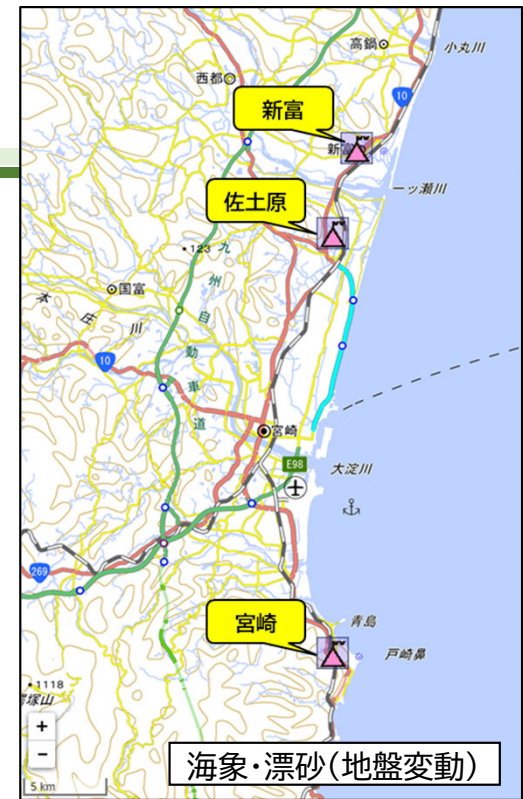 高鍋
小丸川
西都
10
新富
新富
一ッ瀬川
佐土原
123
九州自動車道
国富
本庄川
10
宮崎
E98
大淀川
269
宮崎
青島
戸崎鼻
1118
塚山
+
−
5 km
海象・漂砂（地盤変動）